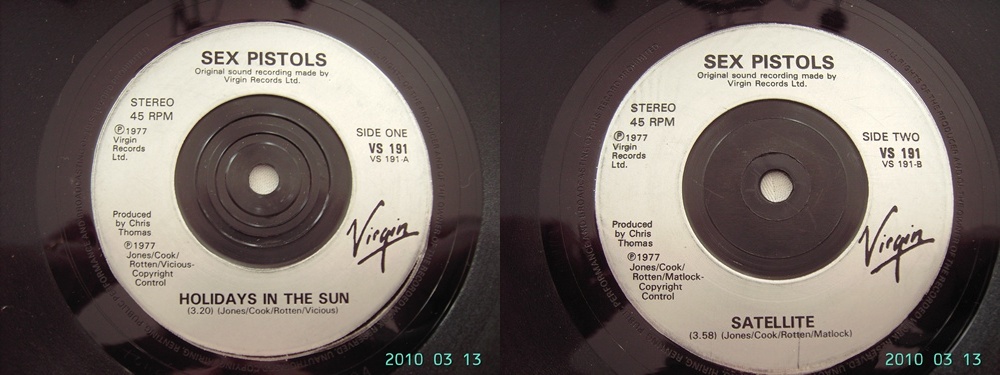 SEX PISTOLS
Original sound recording made by
Virgin Records Ltd.
STEREO
45 RPM
Ⓟ1977
Virgin
Records
Ltd.
SIDE ONE
VS 191
VS 191-A
Produced
by Chris
Thomas
Ⓟ1977
Jones/Cook/
Rotten/Vicious-
Copyright
Control
Virgin
HOLIDAYS IN THE SUN
(3.20) (Jones/Cook/Rotten/Vicious)
2010 03 13
SEX PISTOLS
Original sound recording made by
Virgin Records Ltd.
STEREO
45 RPM
Ⓟ1977
Virgin
Records
Ltd.
SIDE TWO
VS 191
VS 191-B
Produced
by Chris
Thomas
Ⓟ1977
Jones/Cook/
Rotten/Matlock-
Copyright
Control
Virgin
SATELLITE
(3.58) (Jones/Cook/Rotten/Matlock)
2010 03 13